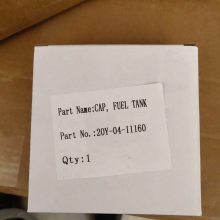 Part Name:CAP, FUEL TANK
Part No.:20Y-04-11160
Qty:1